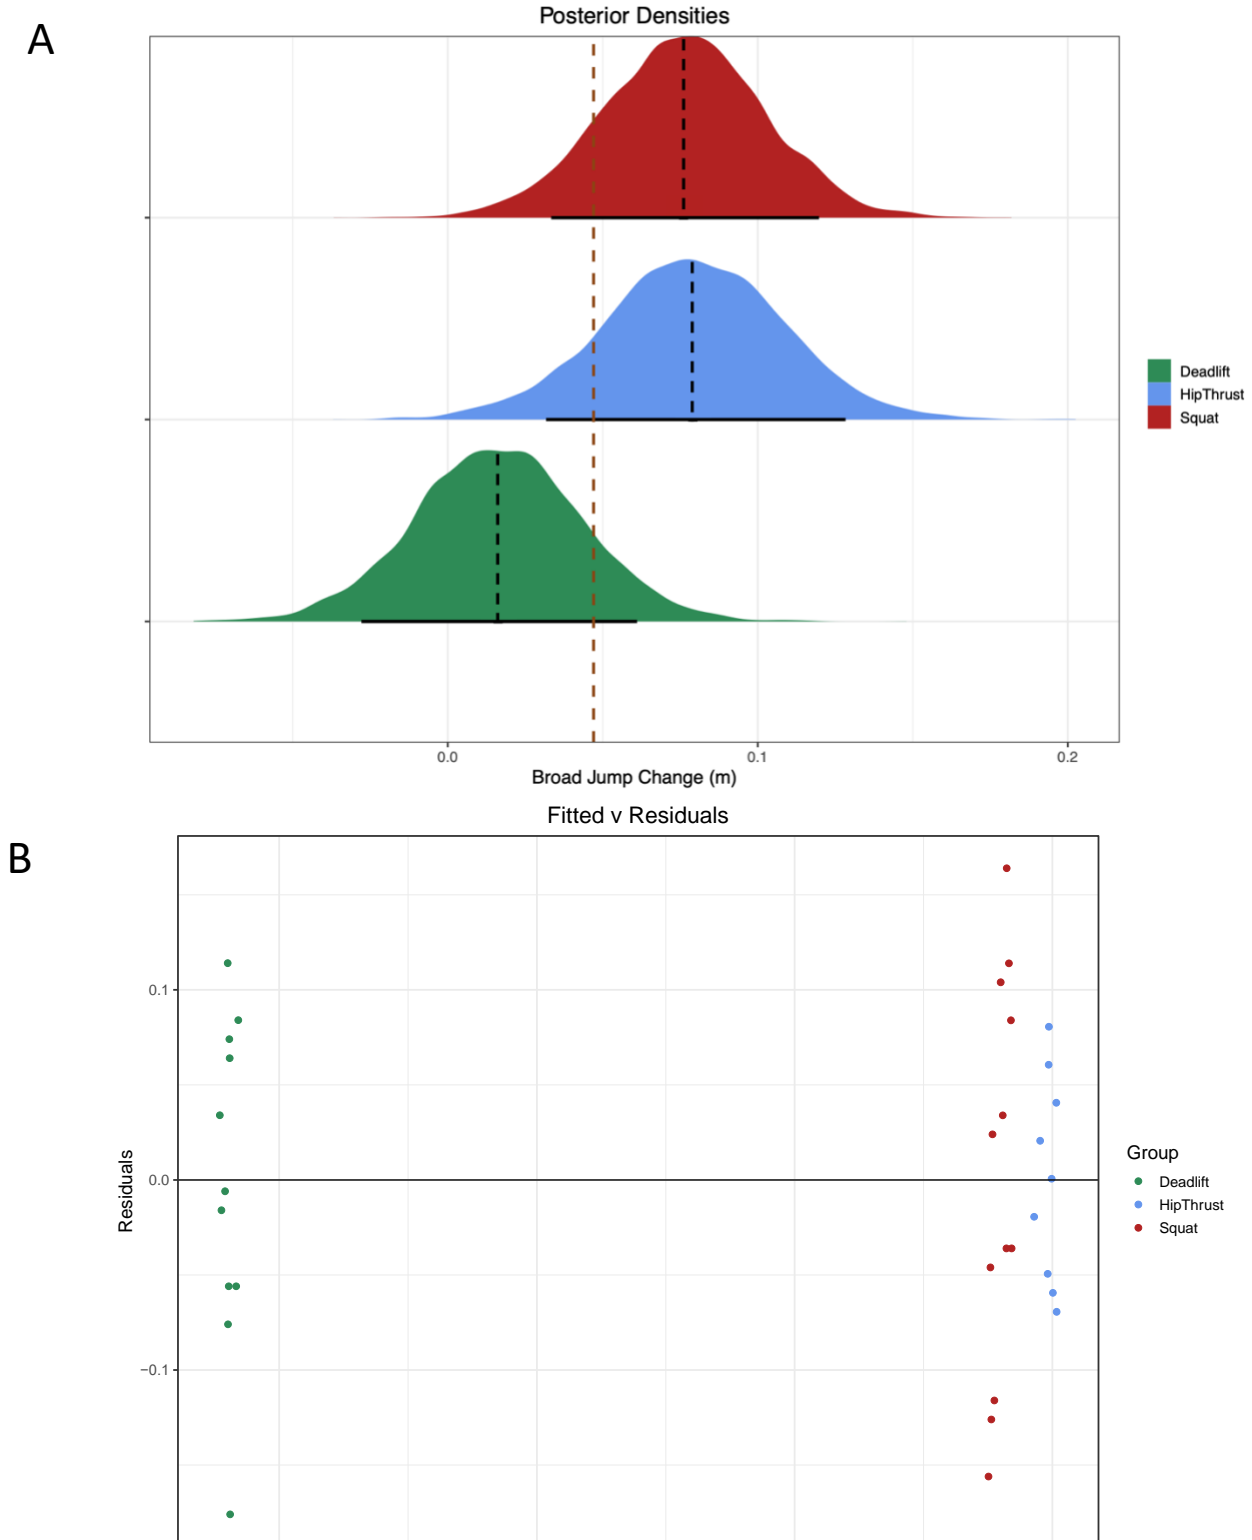 A
Posterior Densities
Deadlift
HipThrust
Squat
0.0 0.1 0.2
Broad Jump Change (m)
B
Fitted v Residuals
0.1
0.0
−0.1
Residuals
Group
Deadlift
HipThrust
Squat